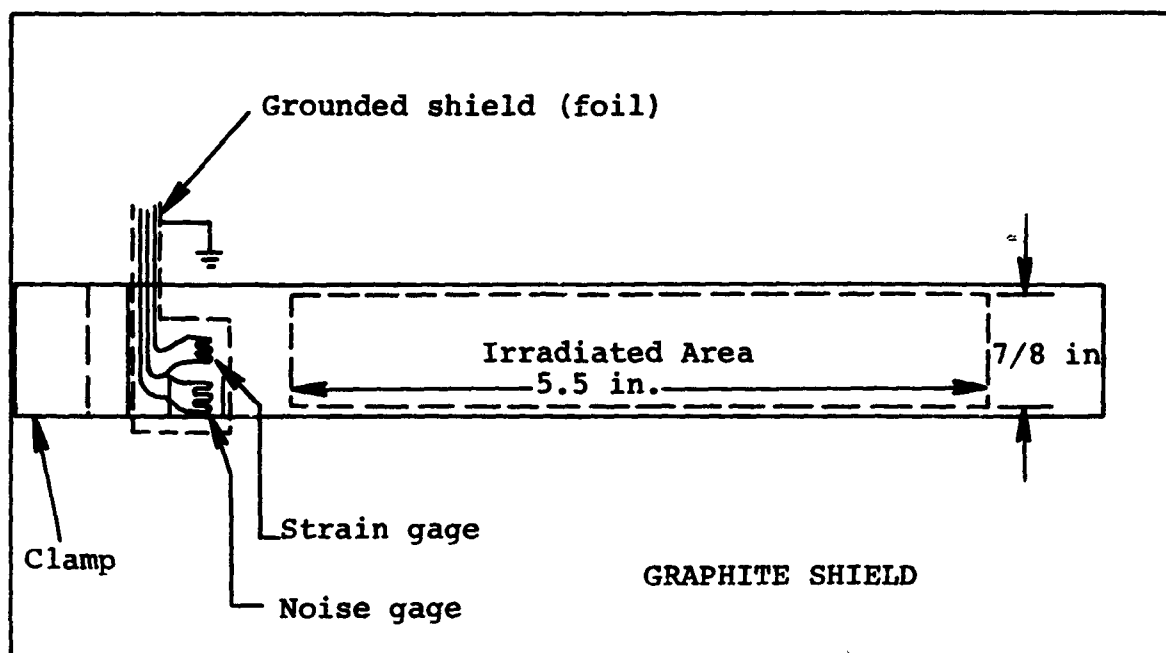 Grounded shield (foil)
Irradiated Area
5.5 in.
7/8 in
Strain gage
Clamp
GRAPHITE SHIELD
Noise gage